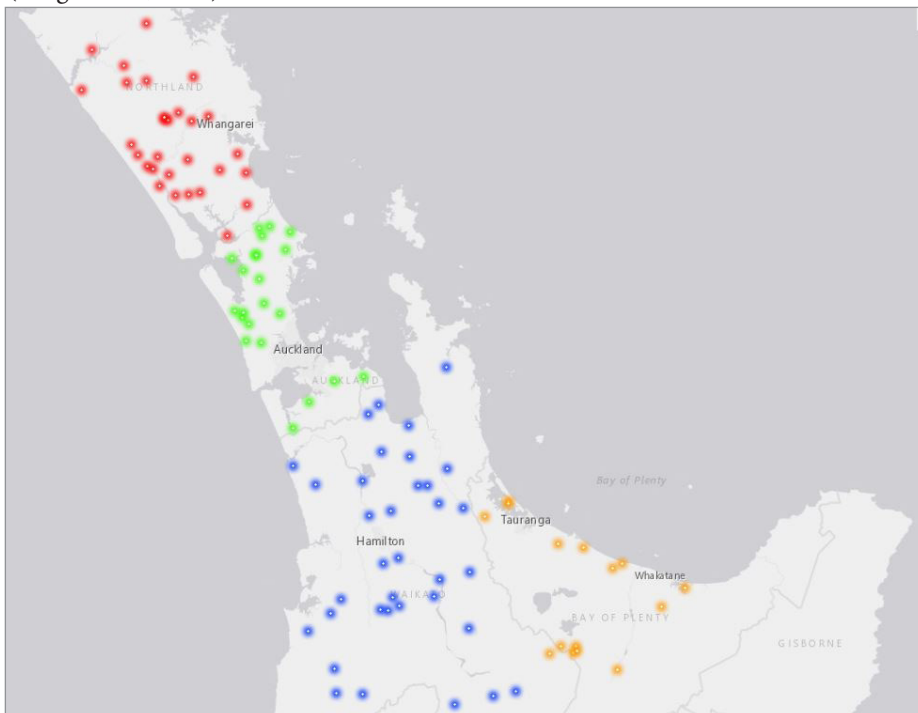 NORTHLAND
Whangarei
Auckland
AUCKLAND
Bay of Plenty
Tauranga
Hamilton
Whakatane
WAIKATO
BAY OF PLENTY
GISBORNE